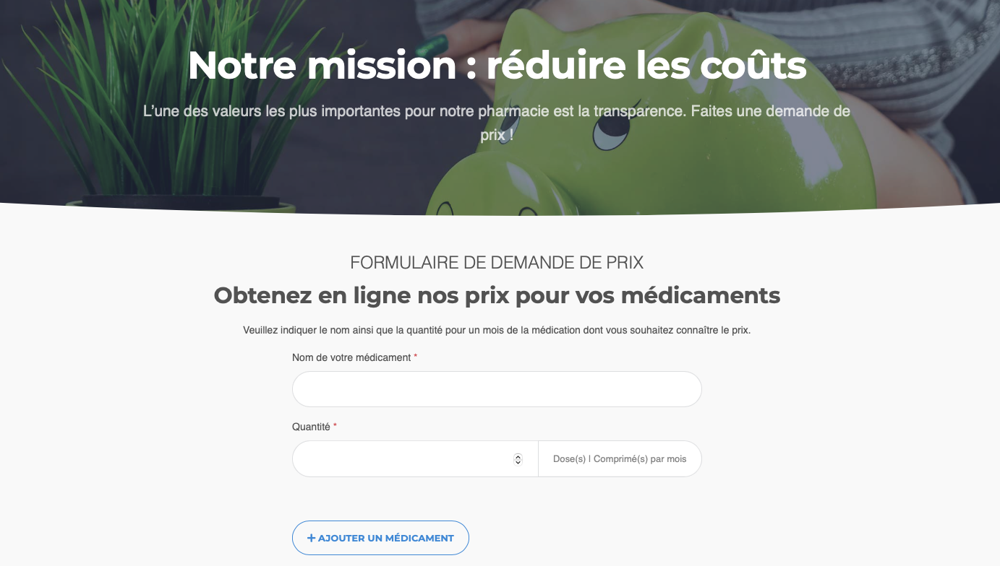 Notre mission : réduire les coûts
L’une des valeurs les plus importantes pour notre pharmacie est la transparence. Faites une demande de
prix !
FORMULAIRE DE DEMANDE DE PRIX
Obtenez en ligne nos prix pour vos médicaments
Veuillez indiquer le nom ainsi que la quantité pour un mois de la médication dont vous souhaitez connaître le prix.
Nom de votre médicament *
Quantité *
Dose(s) | Comprimé(s) par mois
+ AJOUTER UN MÉDICAMENT